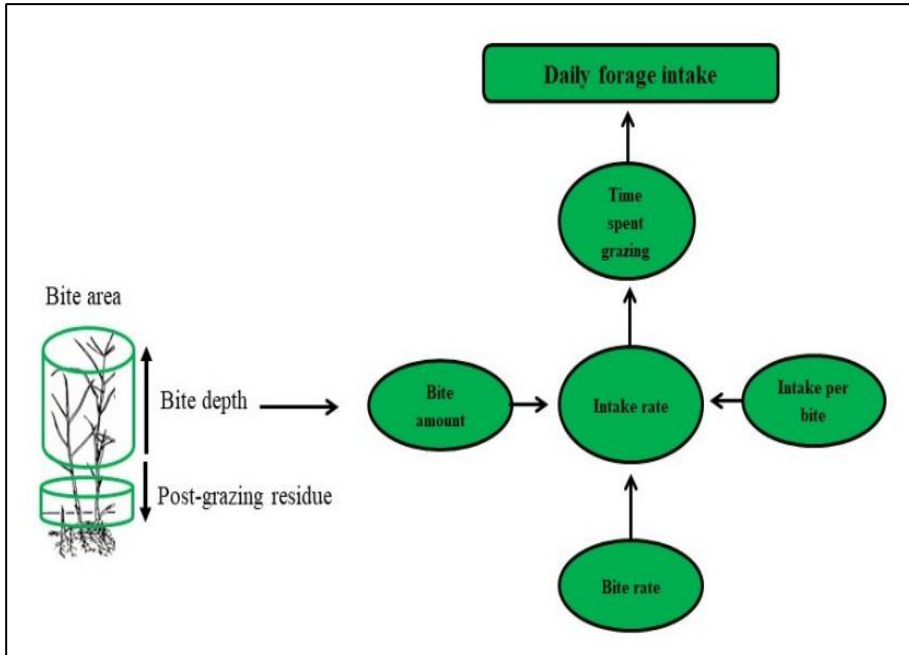 Daily forage intake
Time
spent
grazing
Bite area
Bite depth
Post-grazing residue
Bite
amount
Intake rate
Intake per
bite
Bite rate